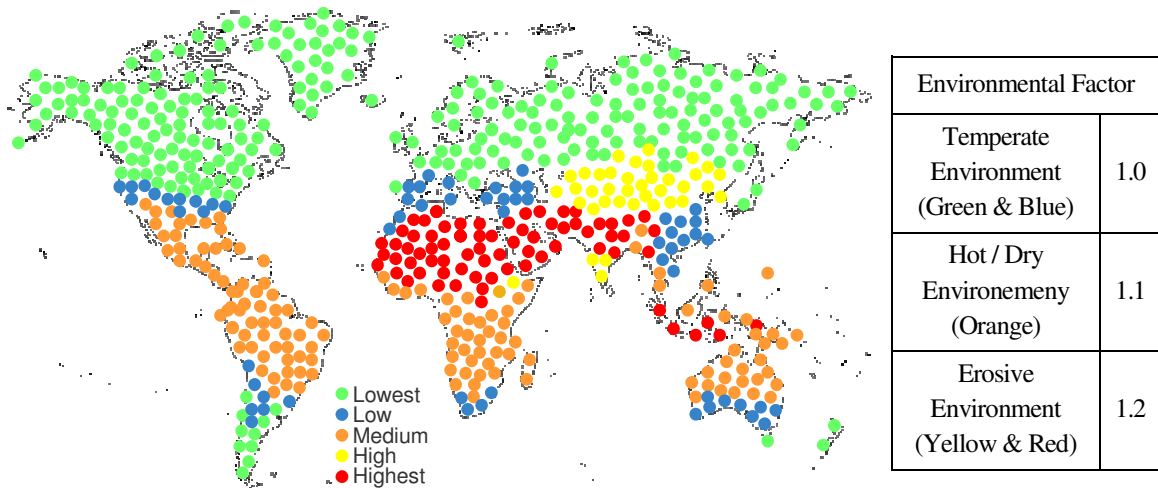 Lowest
Low
Medium
High
Highest
Environmental Factor
Temperate
Environment
(Green & Blue)
1.0
Hot / Dry
Environemeny
(Orange)
1.1
Erosive
Environment
(Yellow & Red)
1.2